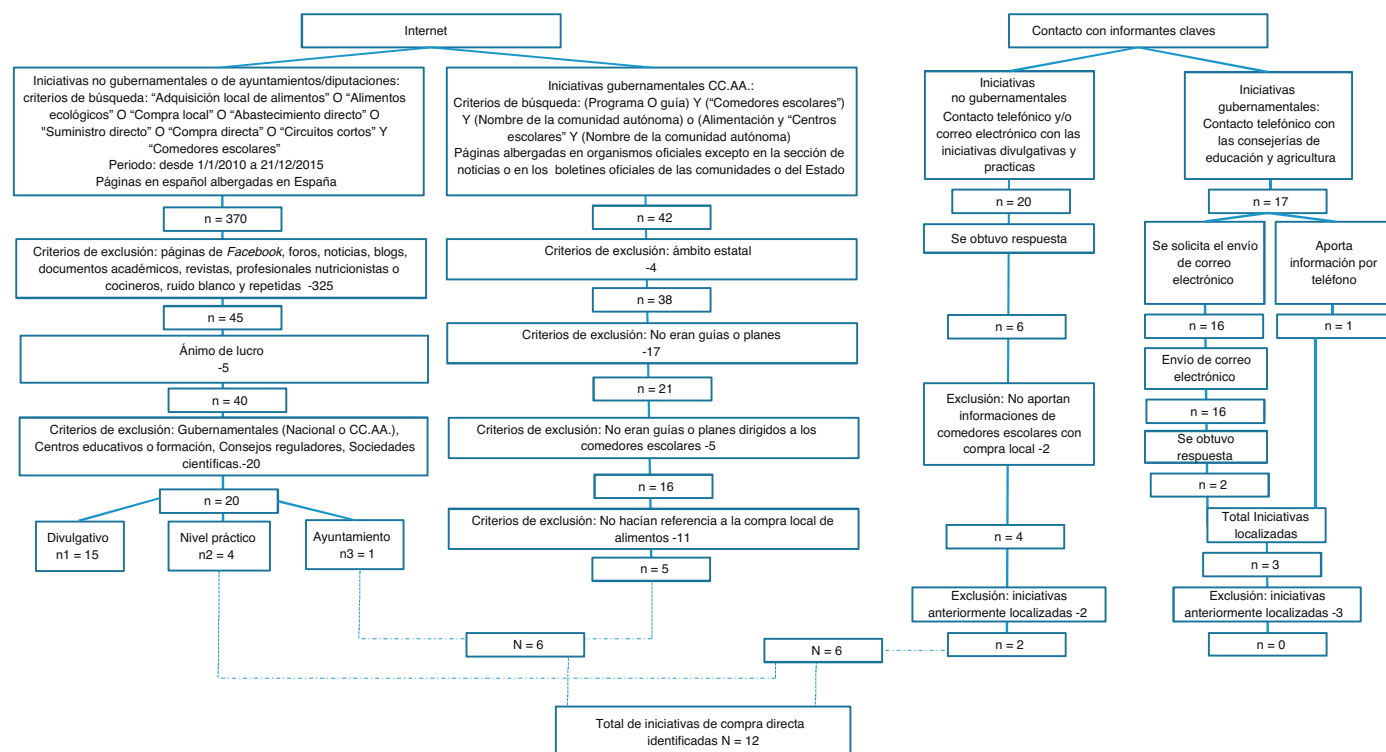 Internet
Contacto con informantes claves
Iniciativas no gubernamentales o de ayuntamientos/diputaciones:
criterios de búsqueda: “Adquisición local de alimentos” O “Alimentos
ecológicos” O “Compra local” O “Abastecimiento directo” O
"Suministro directo” O “Compra directa” O “Circuitos cortos” Y
“Comedores escolares”
Periodo: desde 1/1/2010 a 21/12/2015
Páginas en español albergadas en España
n = 370
Criterios de exclusión: páginas de Facebook, foros, noticias, blogs,
documentos académicos, revistas, profesionales nutricionistas o
cocineros, ruido blanco y repetidas -325
n = 45
Ánimo de lucro
-5
n = 40
Criterios de exclusión: Gubernamentales (Nacional o CC.AA.),
Centros educativos o formación, Consejos reguladores, Sociedades
científicas.-20
n = 20
Divulgativo
n1 = 15
Nivel práctico
n2 = 4
Ayuntamiento
n3 = 1
Iniciativas gubernamentales CC.AA.:
Criterios de búsqueda: (Programa O guía) Y (“Comedores escolares”)
Y (Nombre de la comunidad autónoma) o (Alimentación y “Centros
escolares” Y (Nombre de la comunidad autónoma)
Páginas albergadas en organismos oficiales excepto en la sección de
noticias o en los boletines oficiales de las comunidades o del Estado
n = 42
Criterios de exclusión: ámbito estatal
-4
n = 38
Criterios de exclusión: No eran guías o planes
-17
n = 21
Criterios de exclusión: No eran guías o planes dirigidos a los
comedores escolares -5
n = 16
Criterios de exclusión: No hacían referencia a la compra local de
alimentos -11
n = 5
Iniciativas
no gubernamentales
Contacto telefónico y/o
correo electrónico con las
iniciativas divulgativas y
practicas
n = 20
Se obtuvo respuesta
n = 6
Exclusión: No aportan
informaciones de
comedores escolares con
compra local -2
n = 4
Exclusión: iniciativas
anteriormente localizadas -2
n = 2
Iniciativas
gubernamentales:
Contacto telefónico con
las consejerías de
educación y agricultura
n = 17
Se solicita el envío
de correo
electrónico
n = 16
Envío de correo
electrónico
n = 16
Se obtuvo
respuesta
n = 2
Aporta
información por
teléfono
n = 1
Total Iniciativas
localizadas
n = 3
Exclusión: iniciativas
anteriormente localizadas -3
n = 0
N = 6
N = 6
Total de iniciativas de compra directa
identificadas N = 12